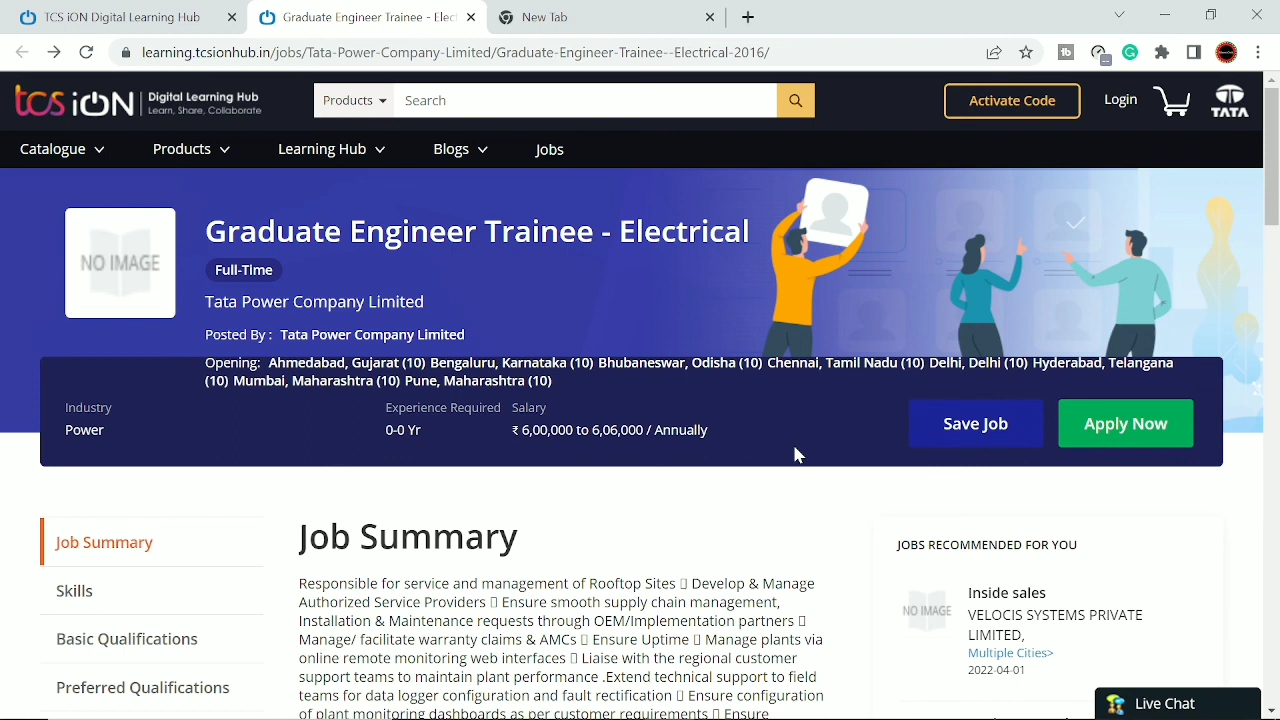 TCS iON Digital Learning Hub
Graduate Engineer Trainee - Elec
New Tab
learning.tcsionhub.in/jobs/Tata-Power-Company-Limited/Graduate-Engineer-Trainee--Electrical-2016/
tcs iON Digital Learning Hub
Learn, Share, Collaborate
Products
Search
Activate Code
Login
TATA
Catalogue
Products
Learning Hub
Blogs
Jobs
NO IMAGE
Graduate Engineer Trainee - Electrical
Full-Time
Tata Power Company Limited
Posted By : Tata Power Company Limited
Opening: Ahmedabad, Gujarat (10) Bengaluru, Karnataka (10) Bhubaneswar, Odisha (10) Chennai, Tamil Nadu (10) Delhi, Delhi (10) Hyderabad, Telangana
(10) Mumbai, Maharashtra (10) Pune, Maharashtra (10)
Industry
Power
Experience Required
0-0 Yr
Salary
₹ 6,00,000 to 6,06,000 / Annually
Save Job
Apply Now
Job Summary
Skills
Basic Qualifications
Preferred Qualifications
Job Summary
Responsible for service and management of Rooftop Sites  Develop & Manage
Authorized Service Providers  Ensure smooth supply chain management,
Installation & Maintenance requests through OEM/Implementation partners 
Manage/ facilitate warranty claims & AMCs  Ensure Uptime  Manage plants via
online remote monitoring web interfaces  Liaise with the regional customer
support teams to maintain plant performance .Extend technical support to field
teams for data logger configuration and fault rectification  Ensure configuration
of plant monitoring dashboards as per customer requirements  Ensure
JOBS RECOMMENDED FOR YOU
NO IMAGE
Inside sales
VELOCIS SYSTEMS PRIVATE
LIMITED,
Multiple Cities>
2022-04-01
Live Chat